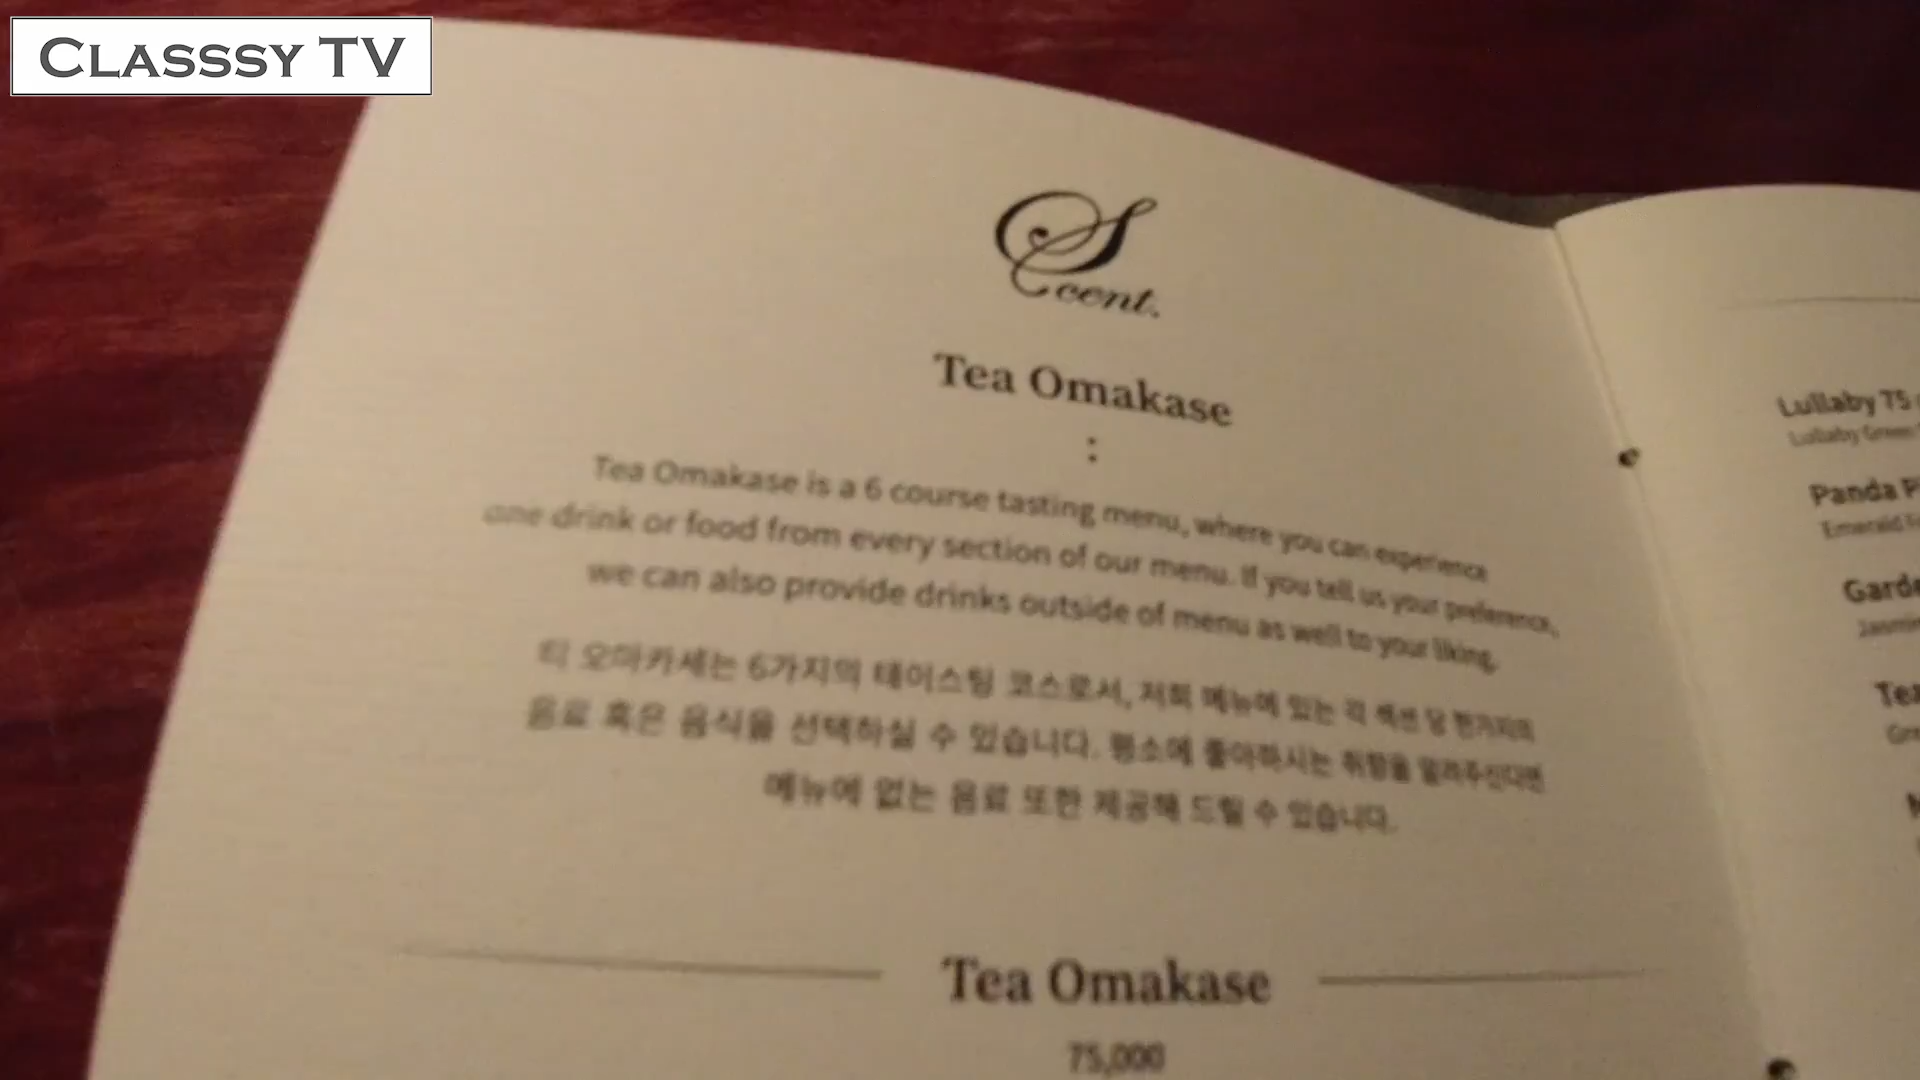 CLASSSY TV
Scent.
Tea Omakase
:
Tea Omakase is a 6 course tasting menu, where you can experience
one drink or food from every section of our menu. If you tell us your preference,
we can also provide drinks outside of menu as well to your liking.
티 오마카세는 6가지의 테이스팅 코스로서, 저희 메뉴에 있는 각 섹션 당 한가지의
음료 혹은 음식을 선택하실 수 있습니다. 평소에 좋아하시는 취향을 알려주신다면
메뉴에 없는 음료 또한 제공해 드릴 수 있습니다.
Tea Omakase
75,000
Lullaby 75
Lullaby Green
Panda
Emerald
Jasmin